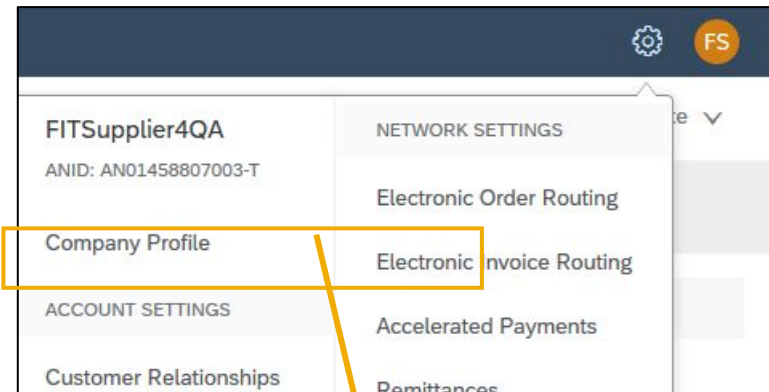 FS
FITSupplier4QA
ANID: AN01458807003-T
Company Profile
ACCOUNT SETTINGS
Customer Relationships
NETWORK SETTINGS
Electronic Order Routing
Electronic Invoice Routing
Accelerated Payments
Remittances